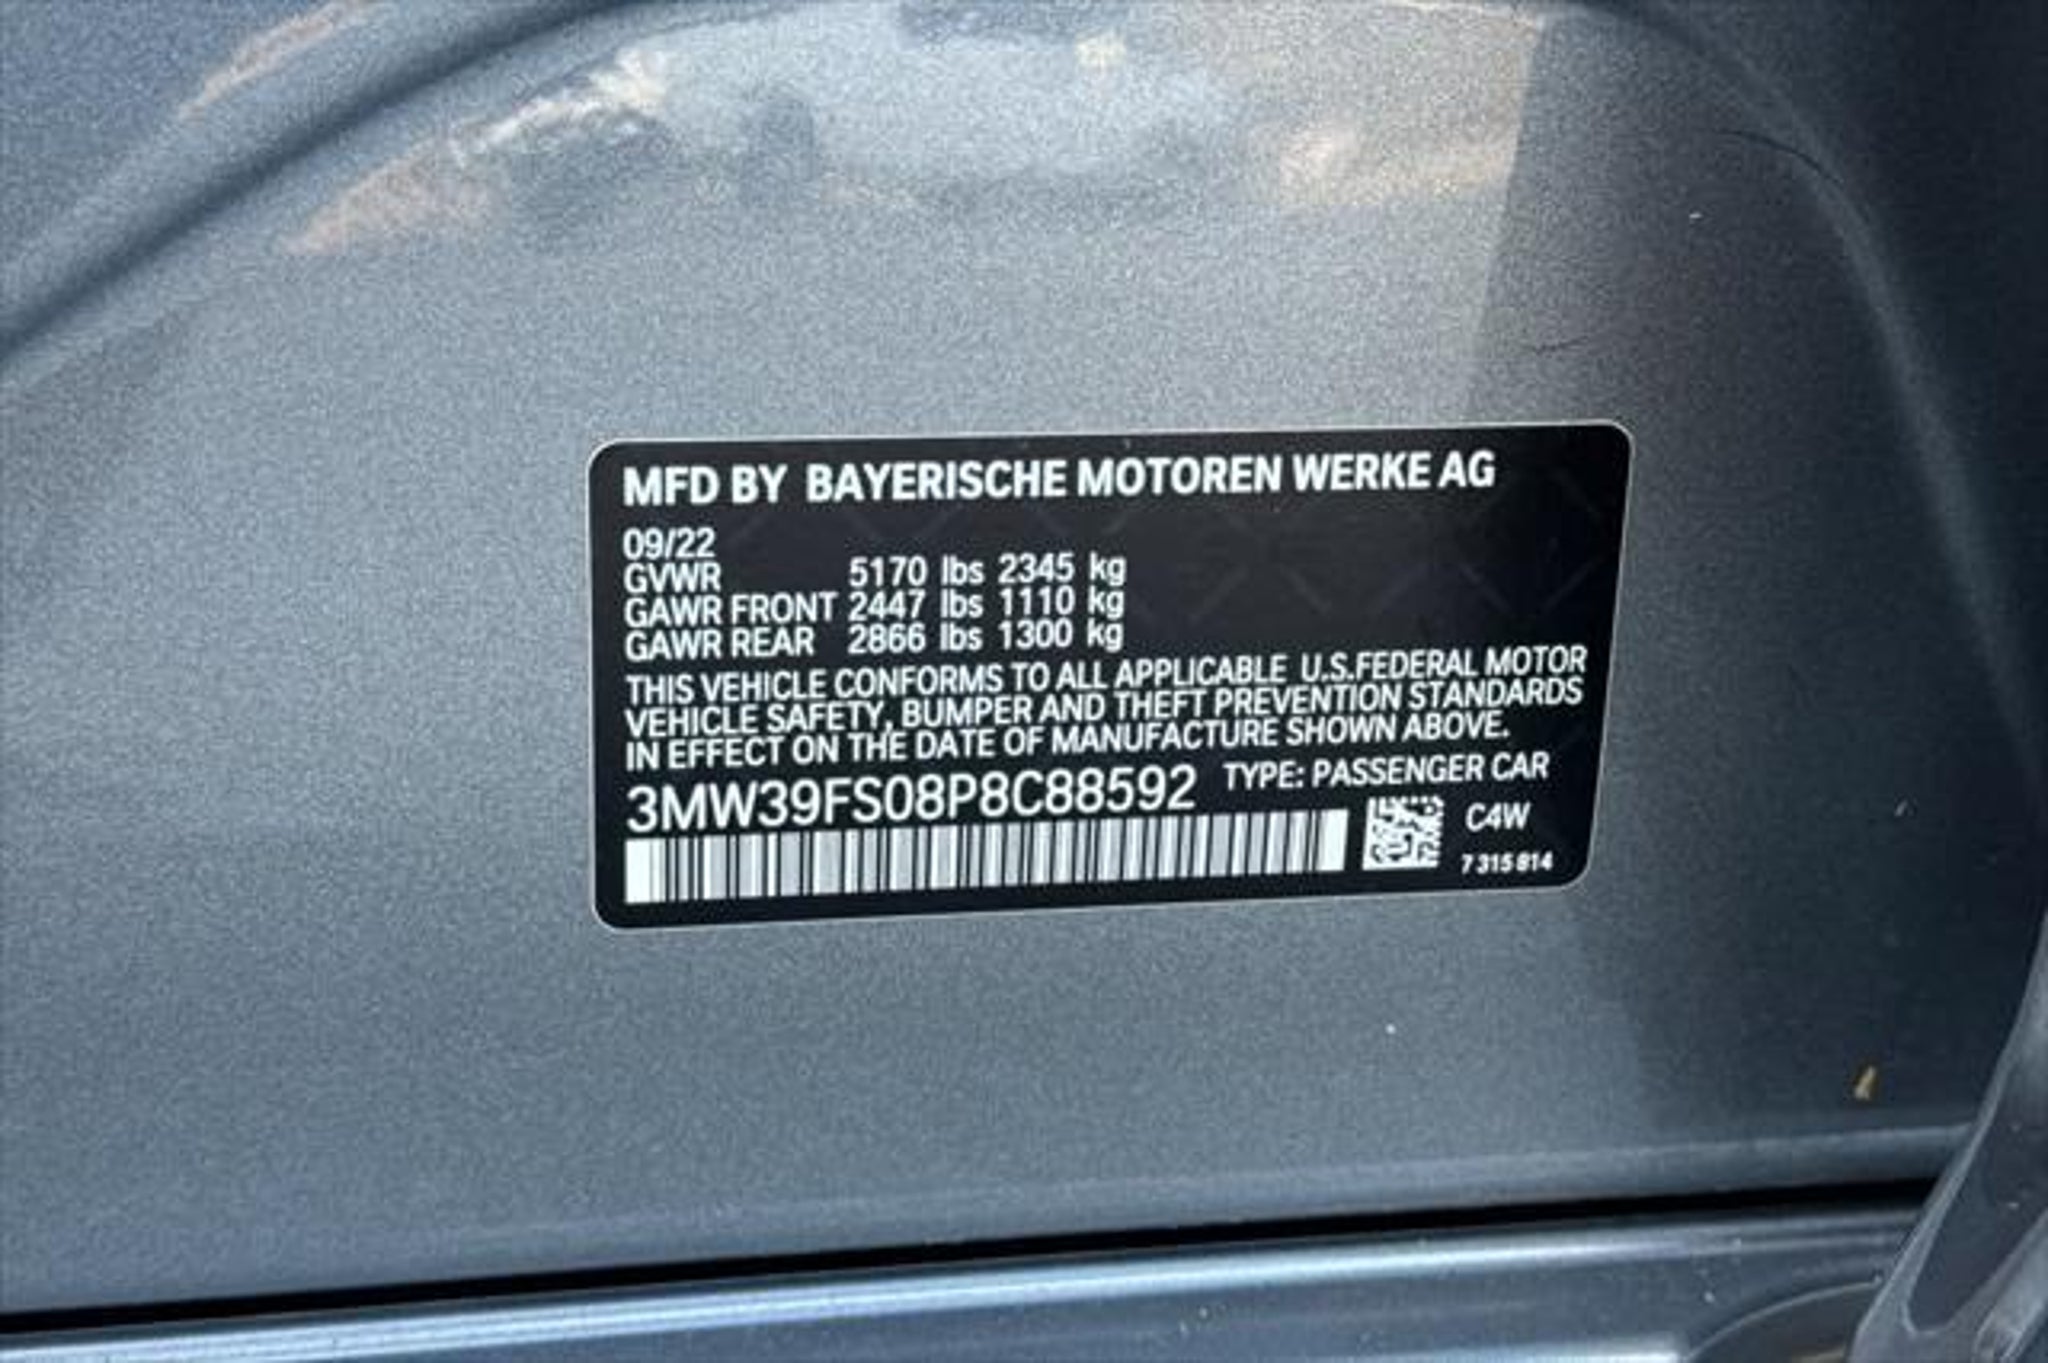 MFD BY BAYERISCHE MOTOREN WERKE AG
09/22
GVWR 5170 lbs 2345 kg
GAWR FRONT 2447 lbs 1110 kg
GAWR REAR 2866 lbs 1300 kg
THIS VEHICLE CONFORMS TO ALL APPLICABLE U.S.FEDERAL MOTOR
VEHICLE SAFETY, BUMPER AND THEFT PREVENTION STANDARDS
IN EFFECT ON THE DATE OF MANUFACTURE SHOWN ABOVE.
3MW39FS08P8C88592 TYPE: PASSENGER CAR
C4W
7 315 814